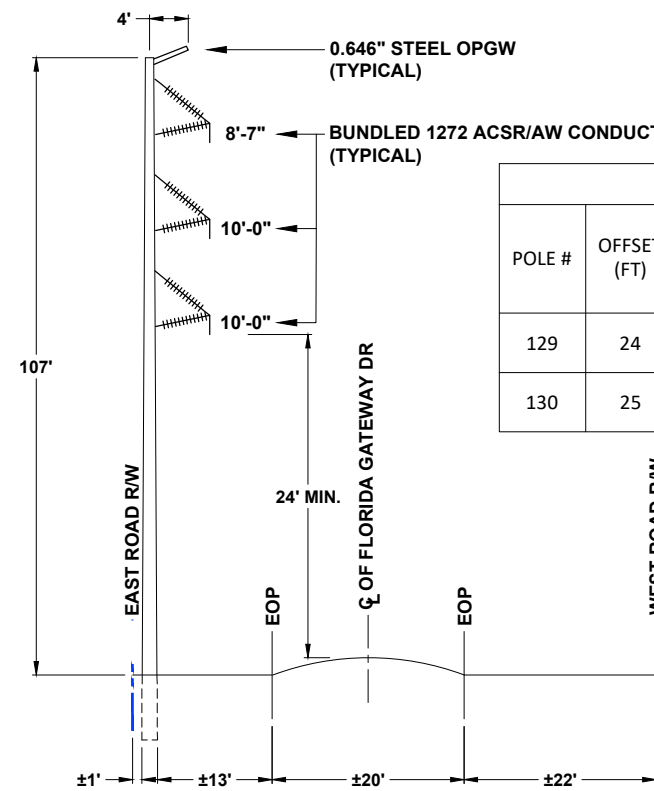 4'
0.646" STEEL OPGW
(TYPICAL)
8'-7"
BUNDLED 1272 ACSR/AW CONDUCT
(TYPICAL)
10'-0"
10'-0"
POLE #
OFFSET
(FT)
129
24
130
25
107'
24' MIN.
EAST ROAD R/W
EOP
℄ OF FLORIDA GATEWAY DR
EOP
WEST ROAD R/W
±1'
±13'
±20'
±22'